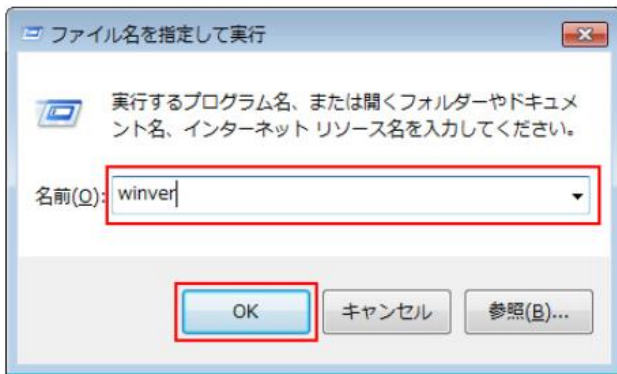 ファイル名を指定して実行
実行するプログラム名、または開くフォルダーやドキュメ
ント名、インターネット リソース名を入力してください。
名前(O): winver
OK キャンセル 参照(B)...